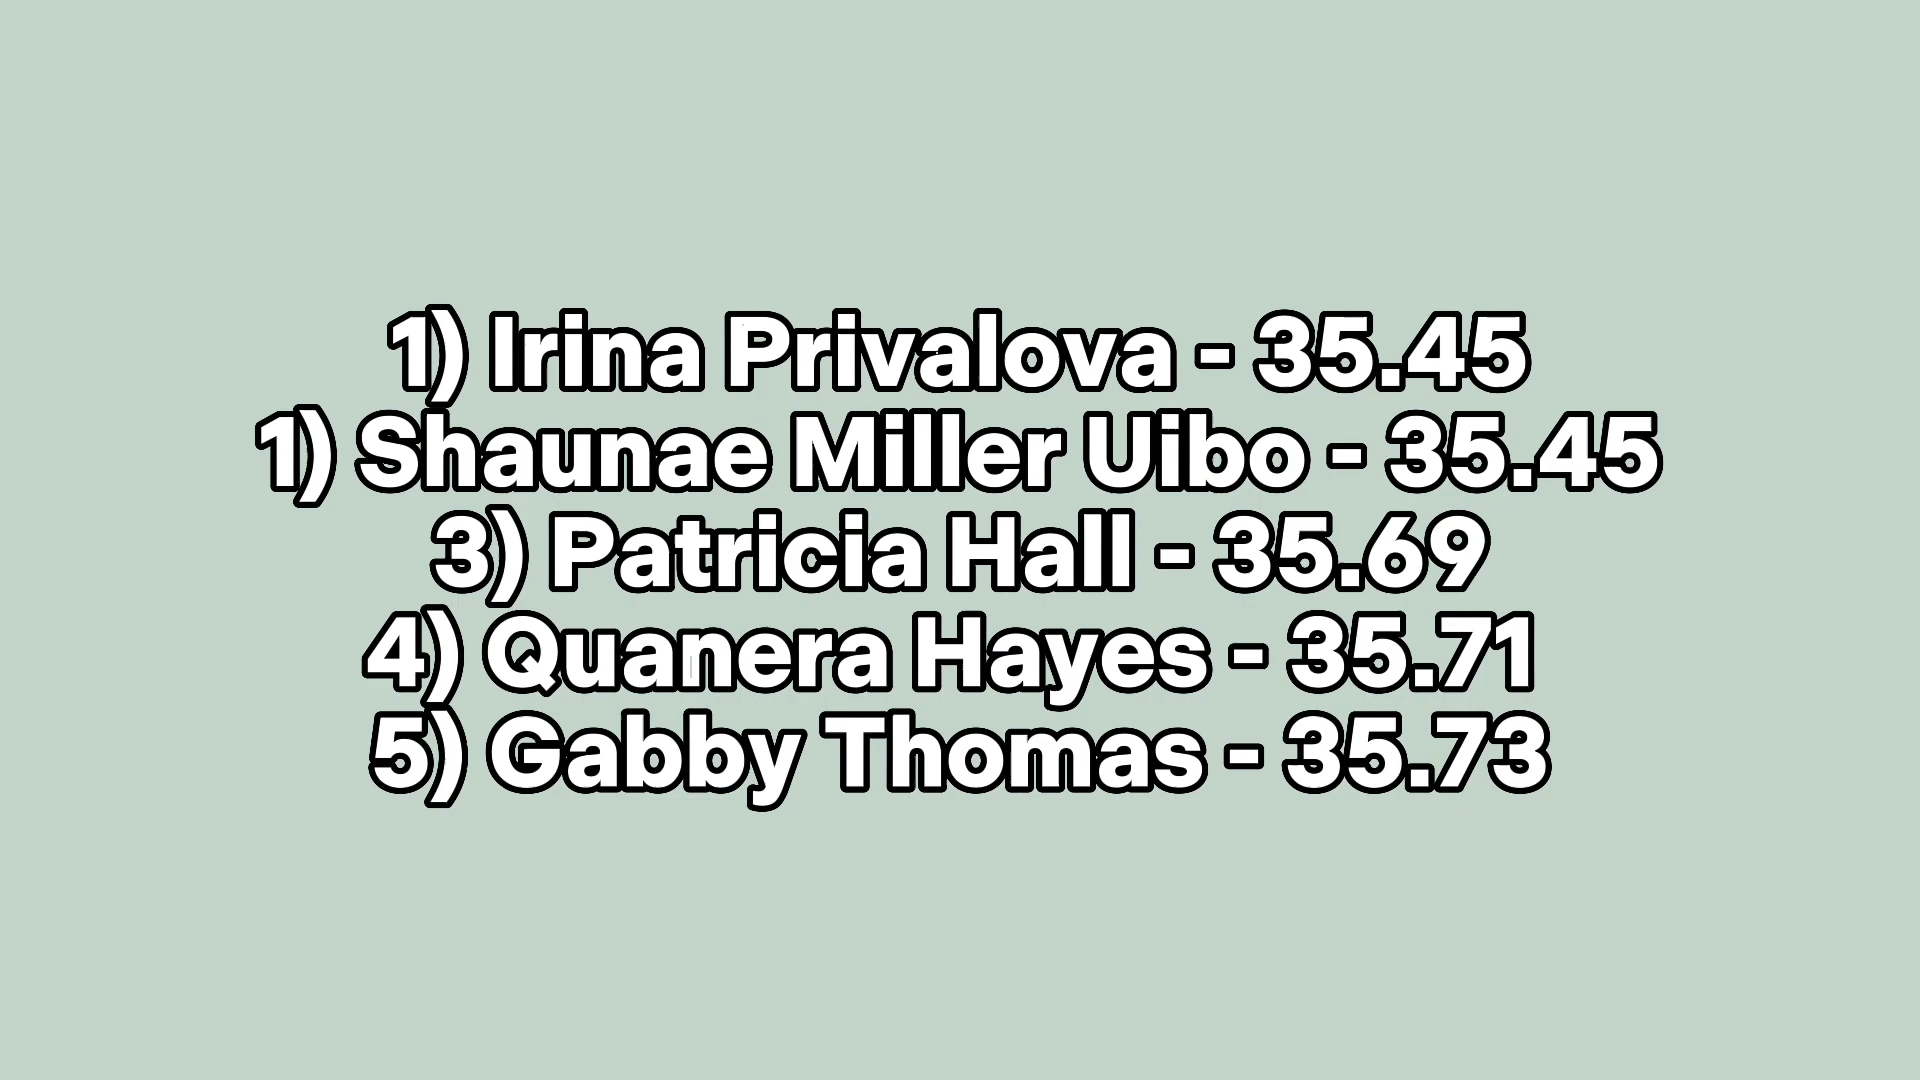 1) Irina Privalova - 35.45
1) Shaunae Miller Uibo - 35.45
3) Patricia Hall - 35.69
4) Quanera Hayes - 35.71
5) Gabby Thomas - 35.73